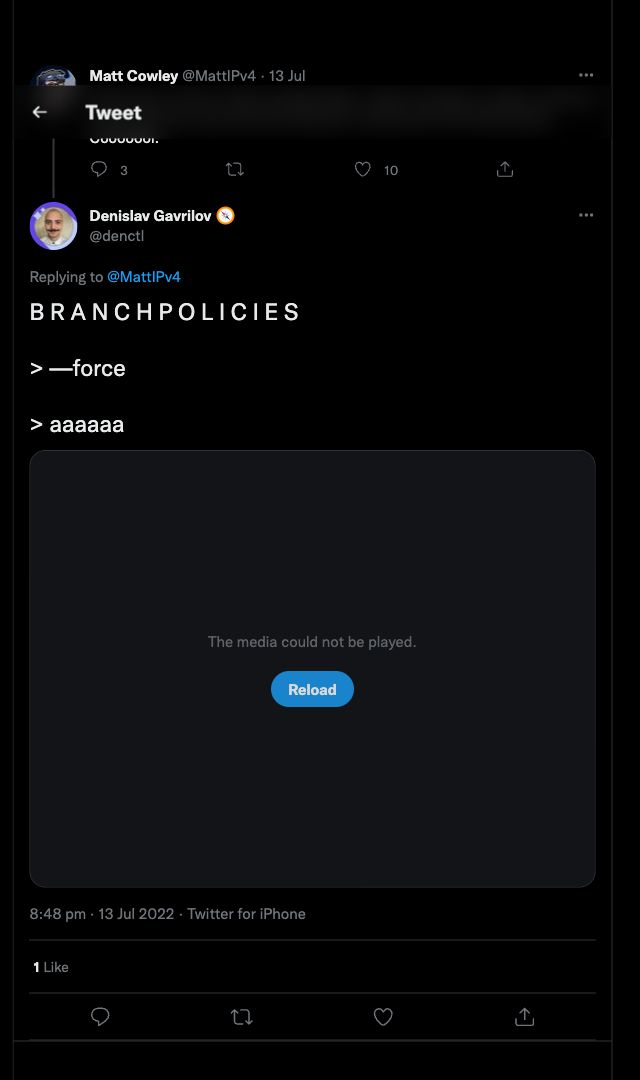 Matt Cowley @MattIPv4 · 13 Jul
Tweet
3
10
Denislav Gavrilov
@denctl
Replying to @MattIPv4
B R A N C H P O L I C I E S
> —force
> aaaaaa
The media could not be played.
Reload
8:48 pm · 13 Jul 2022 · Twitter for iPhone
1 Like